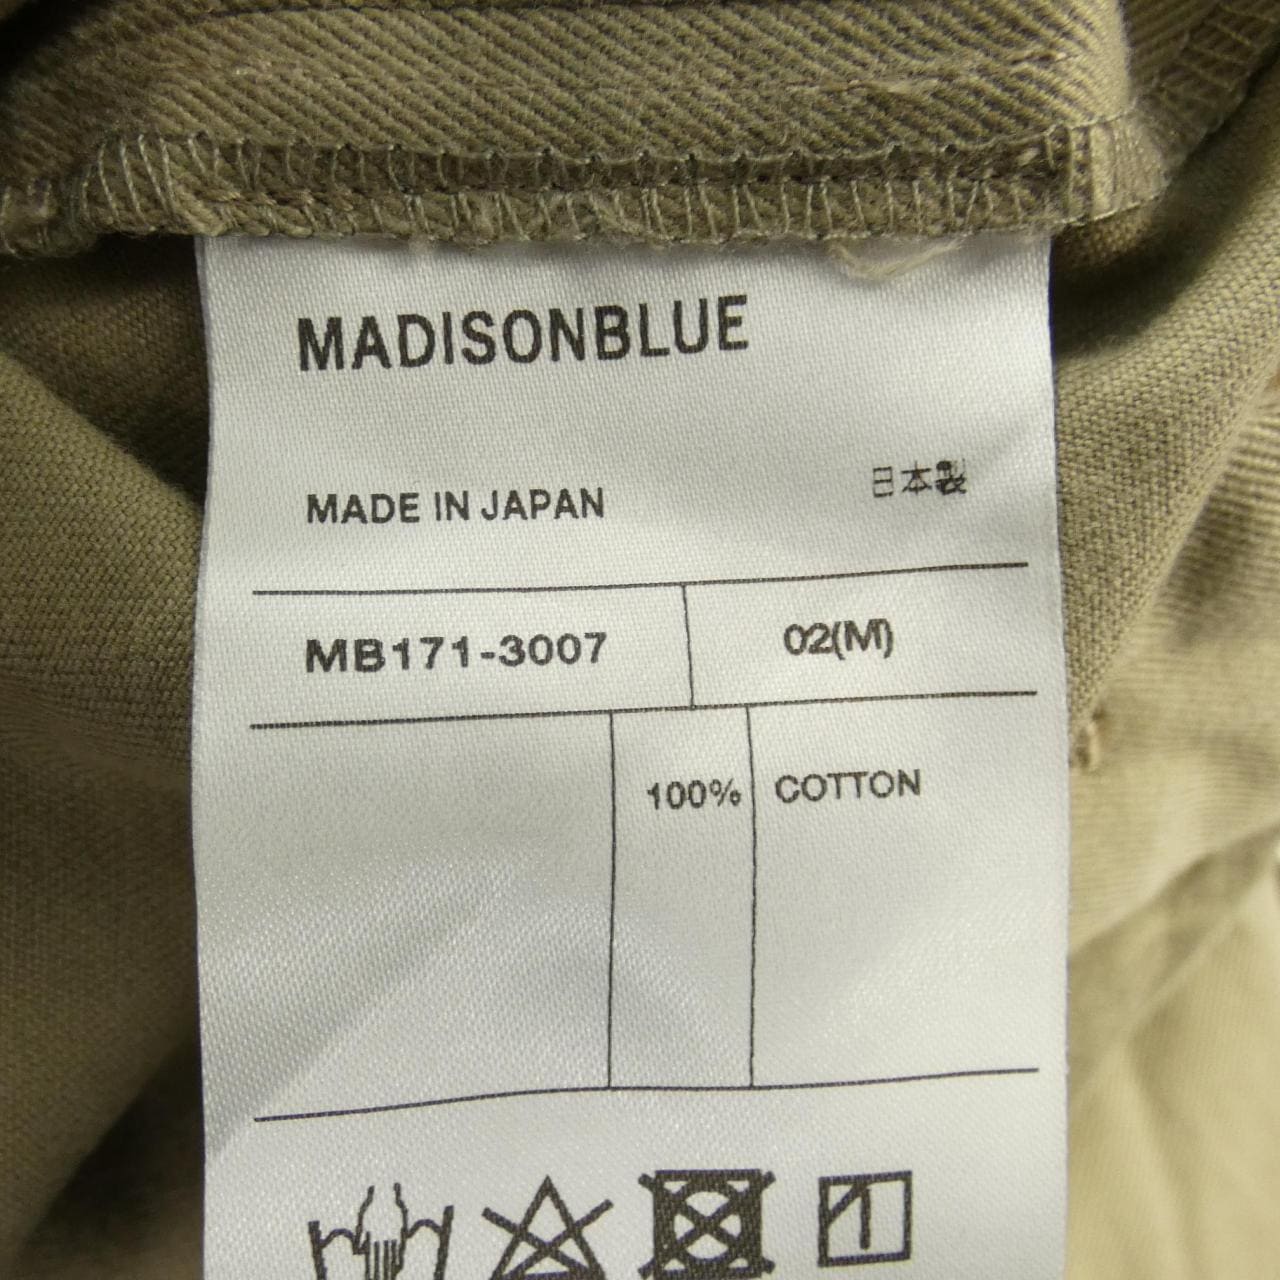 MADISONBLUE
MADE IN JAPAN 日本製
MB171-3007 02(M)
100% COTTON